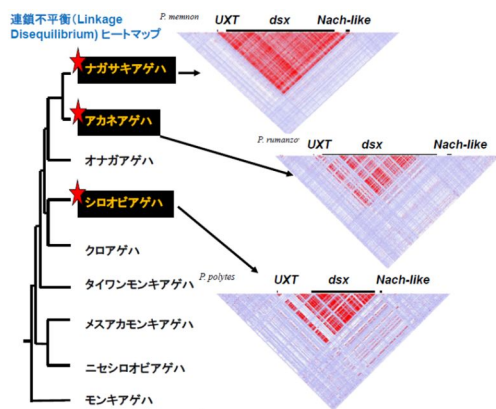 連鎖不平衡(Linkage
Disequilibrium) ヒートマップ
ナガサキアゲハ
アカネアゲハ
オナガアゲハ
シロオビアゲハ
クロアゲハ
タイワンモンキアゲハ
メスアカモンキアゲハ
ニセシロオビアゲハ
モンキアゲハ
P. memnon
UXT dsx Nach-like
P. rumanzo
UXT dsx Nach-like
P. polytes
UXT dsx Nach-like